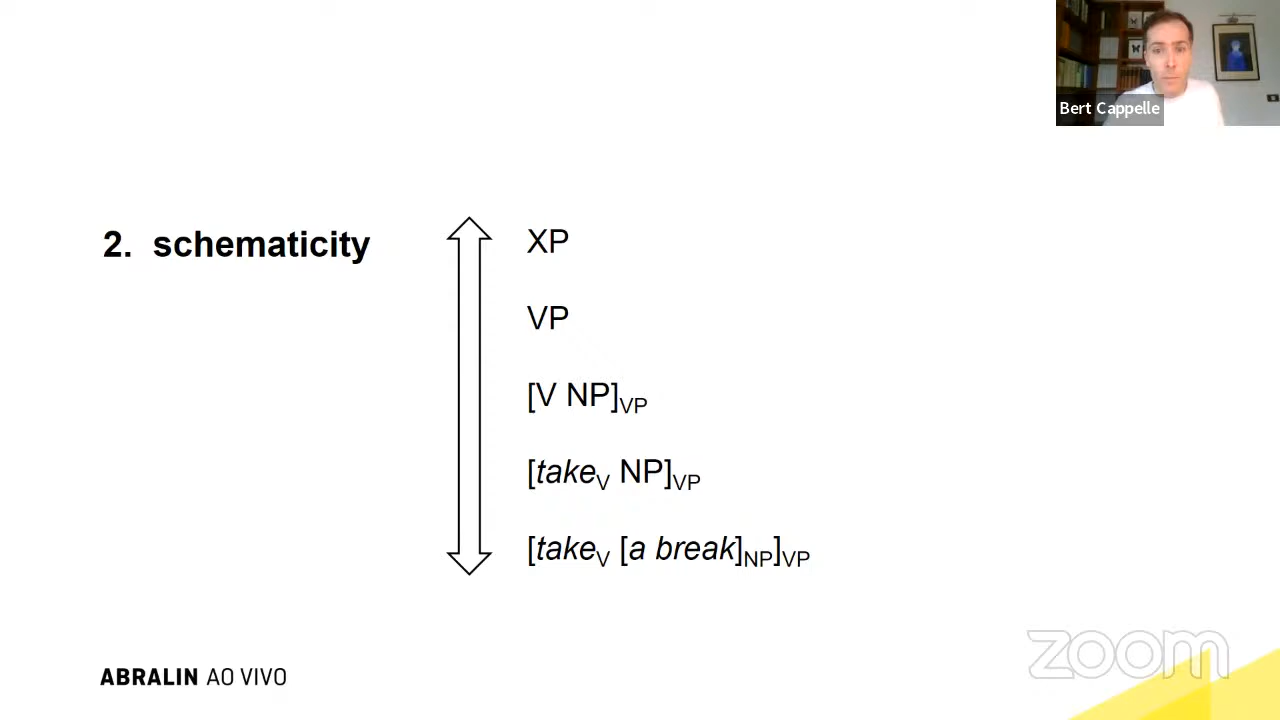 Bert Cappelle
2. schematicity
XP
VP
[V NP]VP
[takeV NP]VP
[takeV [a break]NP]VP
ABRALIN AO VIVO
zoom